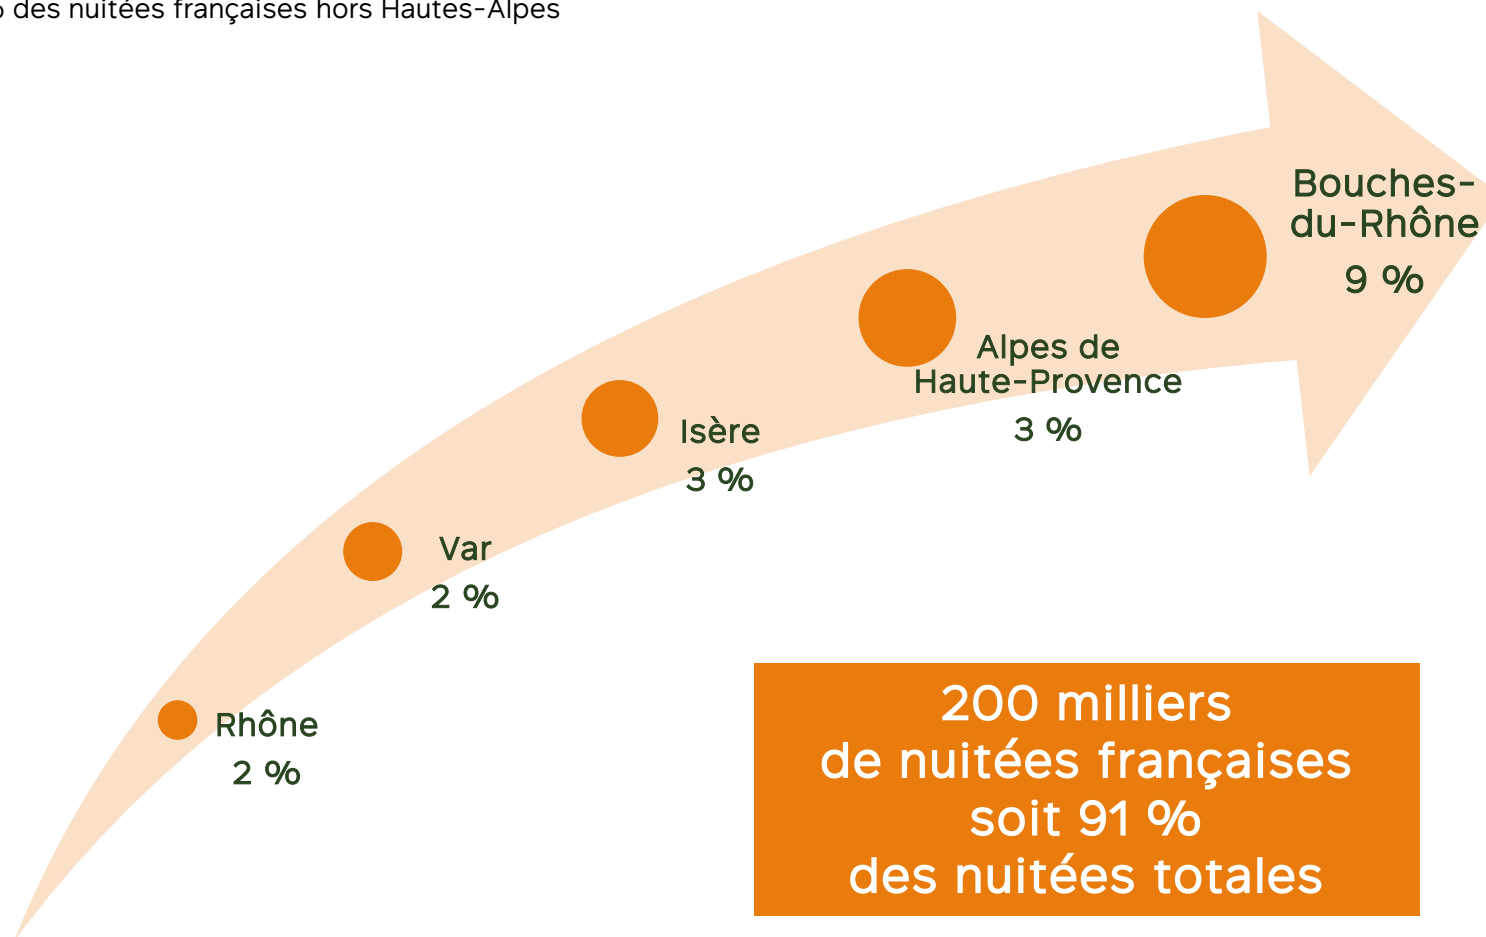 % des nuitées françaises hors Hautes-Alpes
Bouches-
du-Rhône
9 %
Alpes de
Haute-Provence
3 %
Isère
3 %
Var
2 %
Rhône
2 %
200 milliers
de nuitées françaises
soit 91 %
des nuitées totales